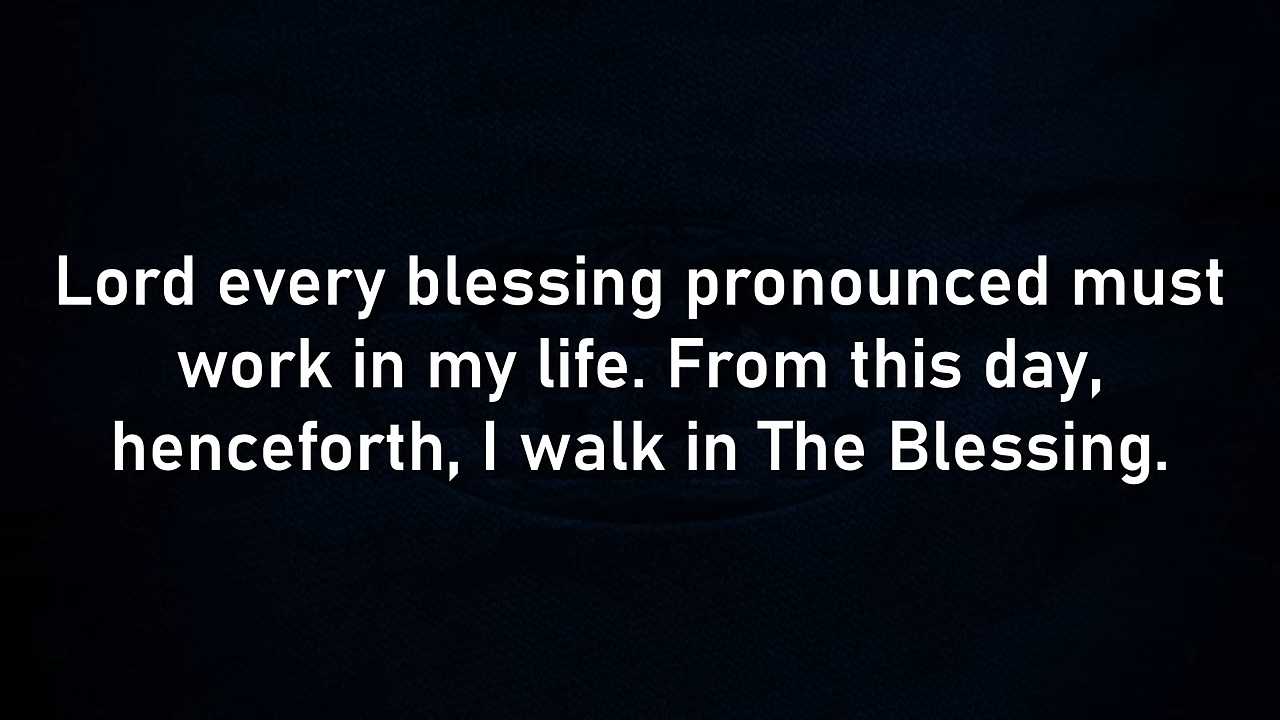 Lord every blessing pronounced must
work in my life. From this day,
henceforth, I walk in The Blessing.